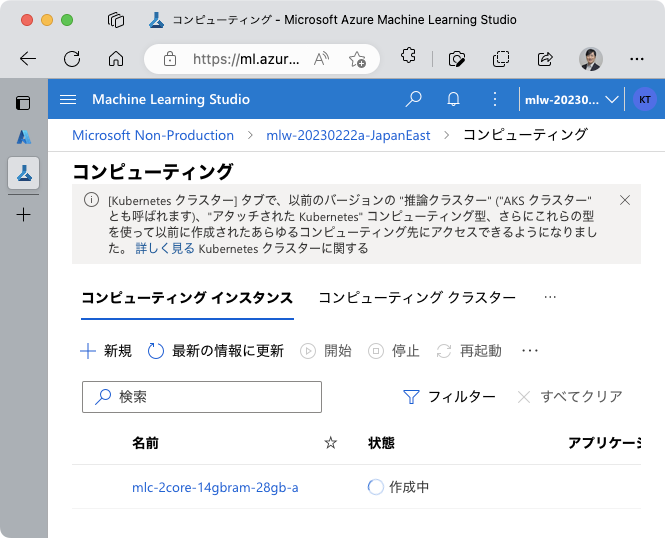 コンピューティング - Microsoft Azure Machine Learning Studio
https://ml.azur...
Machine Learning Studio
mlw-20230...
KT
Microsoft Non-Production > mlw-20230222a-JapanEast > コンピューティング
コンピューティング
[Kubernetes クラスター] タブで、以前のバージョンの "推論クラスター" ("AKS クラスター"
とも呼ばれます)、"アタッチされた Kubernetes" コンピューティング型、さらにこれらの型
を使って以前に作成されたあらゆるコンピューティング先にアクセスできるようになりまし
た。 詳しく見る Kubernetes クラスターに関する
コンピューティング インスタンス コンピューティング クラスター ...
新規 最新の情報に更新 開始 停止 再起動 ...
検索 フィルター すべてクリア
名前 状態 アプリケーシ
mlc-2core-14gbram-28gb-a 作成中